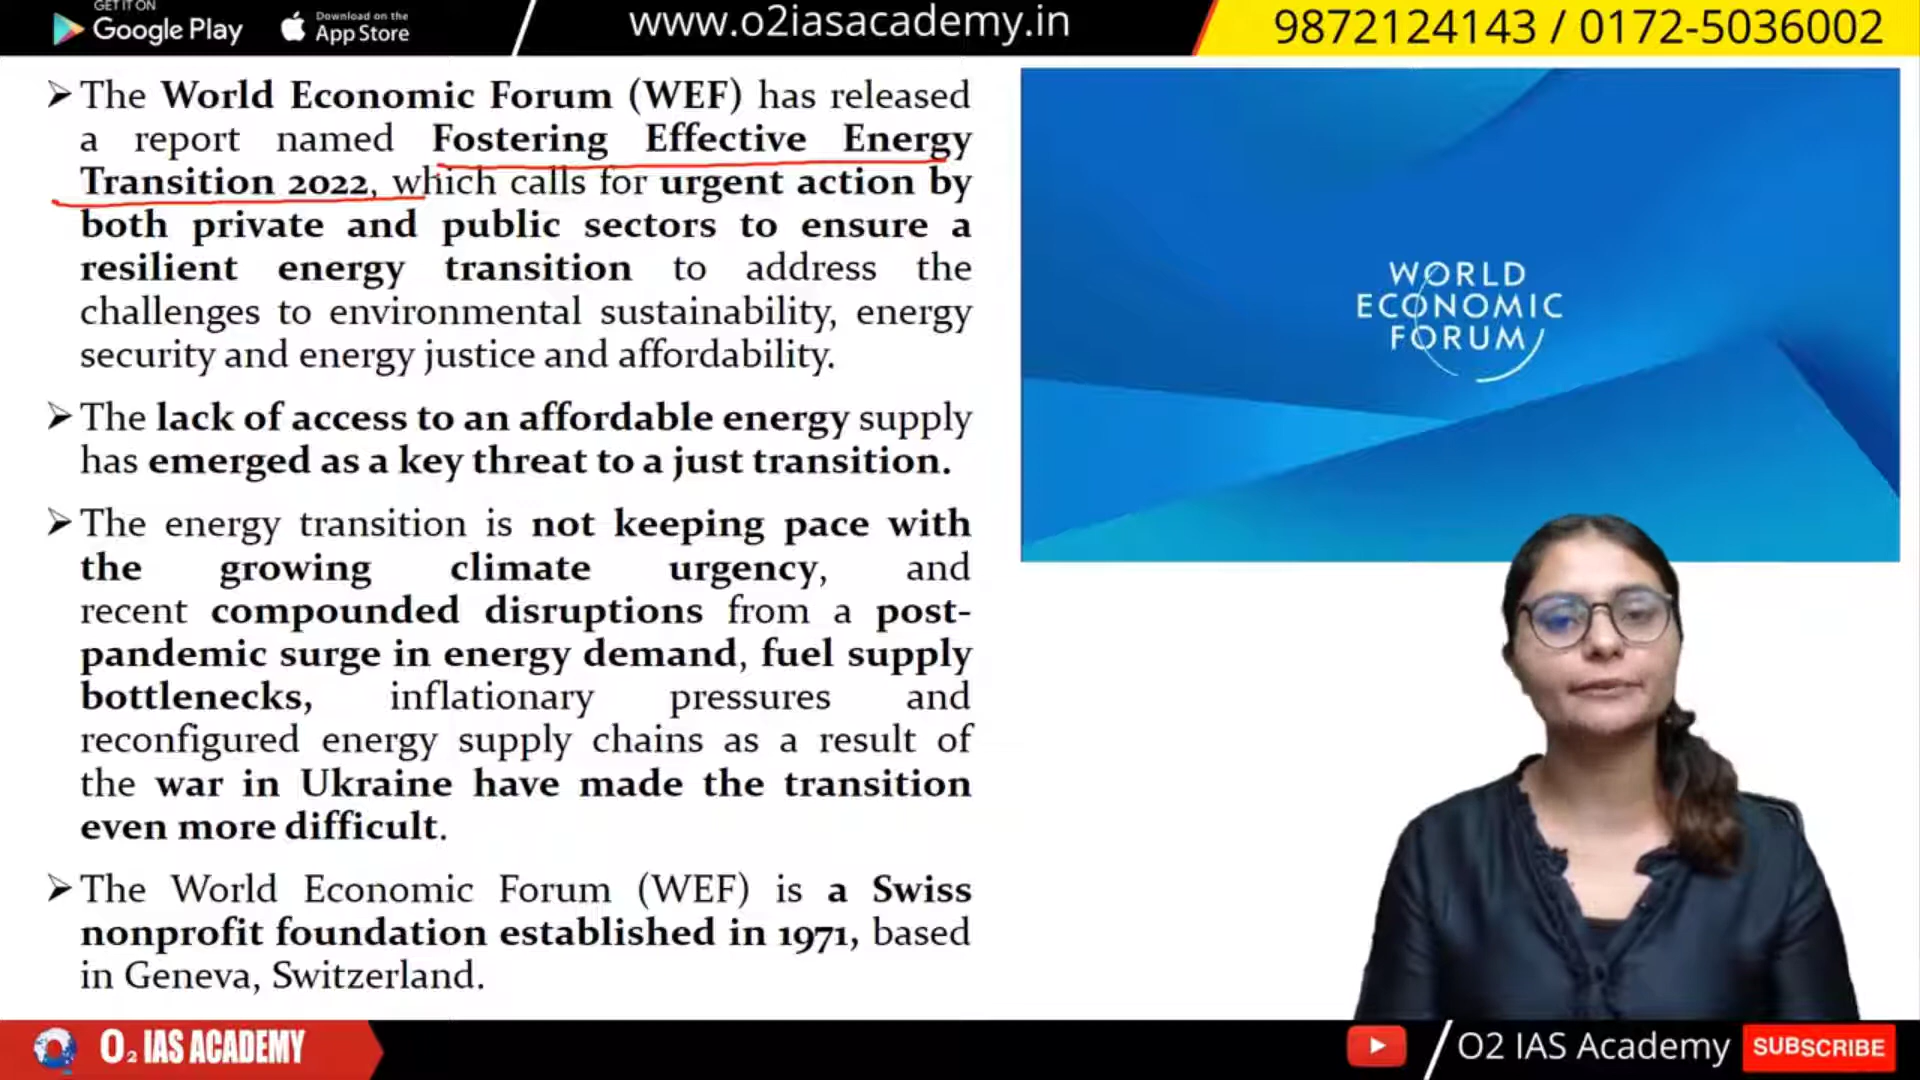 GET IT ON
Google Play
Download on the
App Store
www.o2iasacademy.in
9872124143 / 0172-5036002
➢ The World Economic Forum (WEF) has released
a report named Fostering Effective Energy
Transition 2022, which calls for urgent action by
both private and public sectors to ensure a
resilient energy transition to address the
challenges to environmental sustainability, energy
security and energy justice and affordability.
➢ The lack of access to an affordable energy supply
has emerged as a key threat to a just transition.
➢ The energy transition is not keeping pace with
the growing climate urgency, and
recent compounded disruptions from a post-
pandemic surge in energy demand, fuel supply
bottlenecks, inflationary pressures and
reconfigured energy supply chains as a result of
the war in Ukraine have made the transition
even more difficult.
➢ The World Economic Forum (WEF) is a Swiss
nonprofit foundation established in 1971, based
in Geneva, Switzerland.
WORLD
ECONOMIC
FORUM
O2 IAS ACADEMY
O2 IAS Academy
SUBSCRIBE